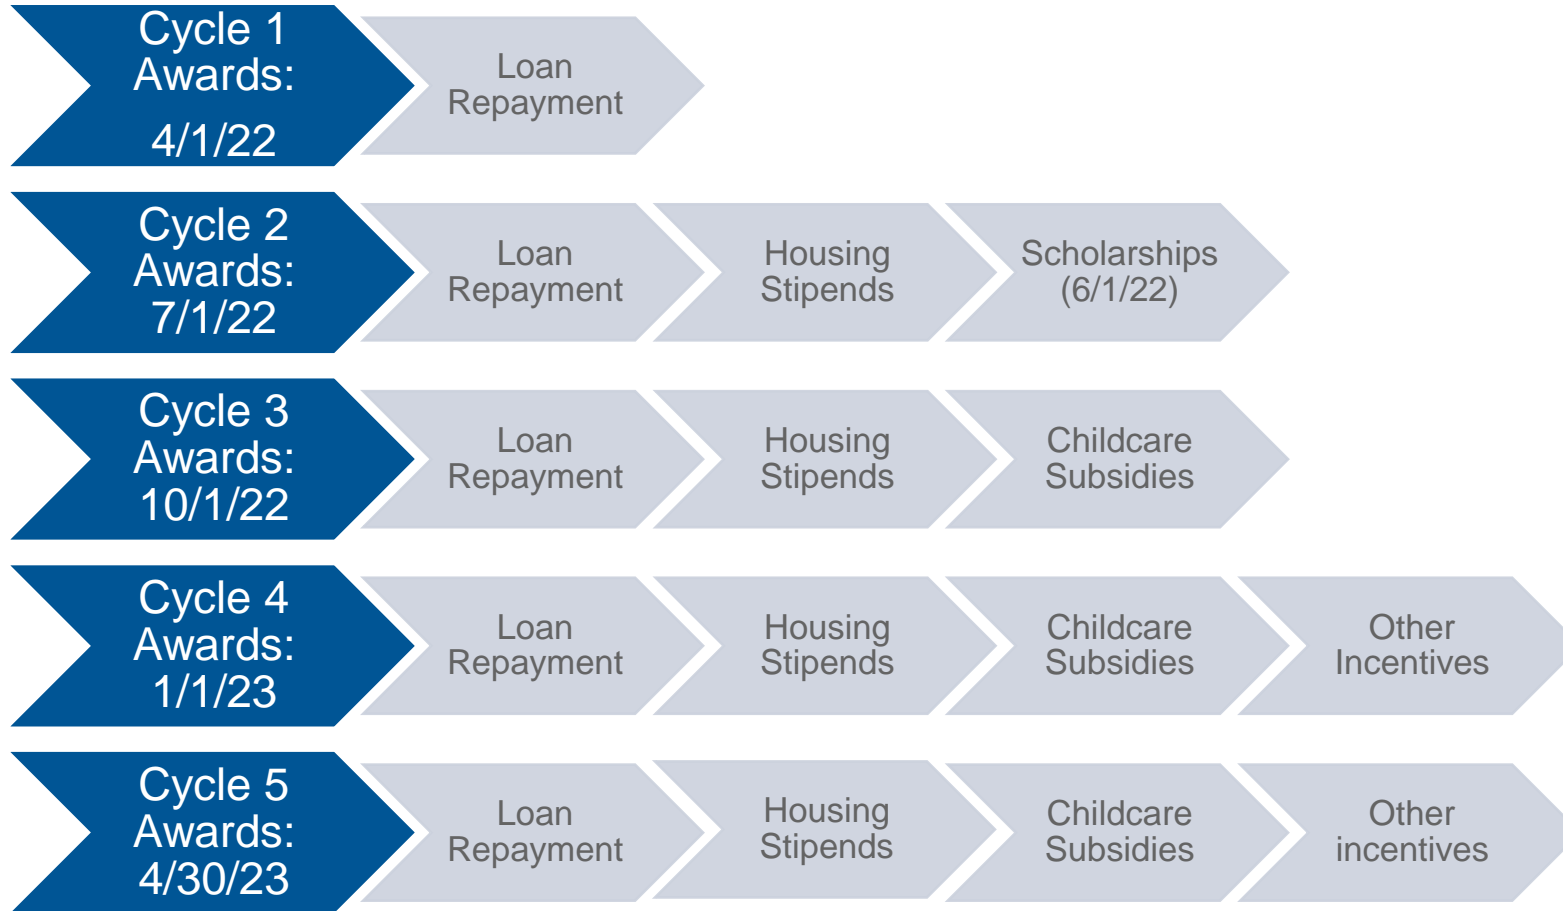 Cycle 1
Awards:
4/1/22
Loan
Repayment
Cycle 2
Awards:
7/1/22
Loan
Repayment
Housing
Stipends
Scholarships
(6/1/22)
Cycle 3
Awards:
10/1/22
Loan
Repayment
Housing
Stipends
Childcare
Subsidies
Cycle 4
Awards:
1/1/23
Loan
Repayment
Housing
Stipends
Childcare
Subsidies
Other
Incentives
Cycle 5
Awards:
4/30/23
Loan
Repayment
Housing
Stipends
Childcare
Subsidies
Other
incentives